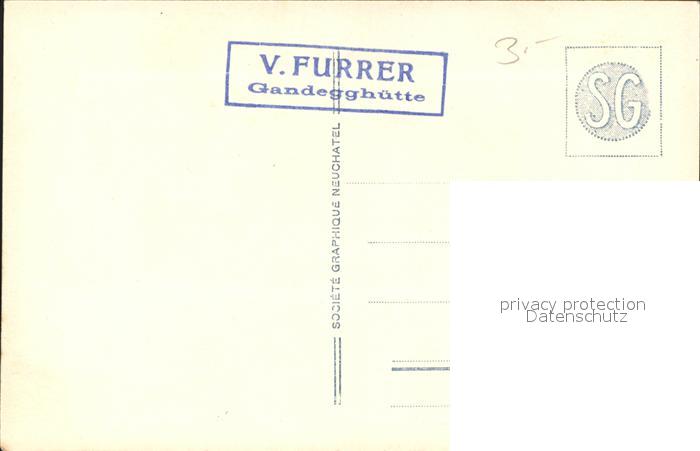 V. FURRER
Gandegghütte
3.-
SG
SOCIÉTÉ GRAPHIQUE NEUCHATEL
privacy protection
Datenschutz